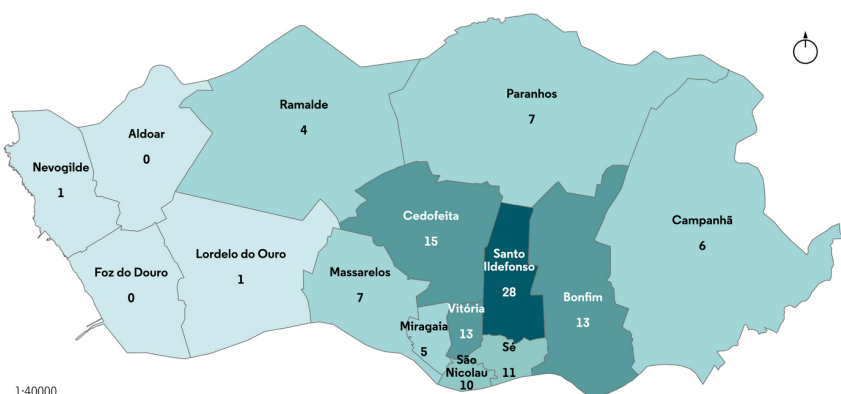 Nevogilde
1
Aldoar
0
Ramalde
4
Paranhos
7
Foz do Douro
0
Lordelo do Ouro
1
Massarelos
7
Cedofeita
15
Santo
Ildefonso
28
Bonfim
13
Campanhã
6
Miragaia
5
Vitória
13
São
Nicolau
10
Sé
11
1:40000